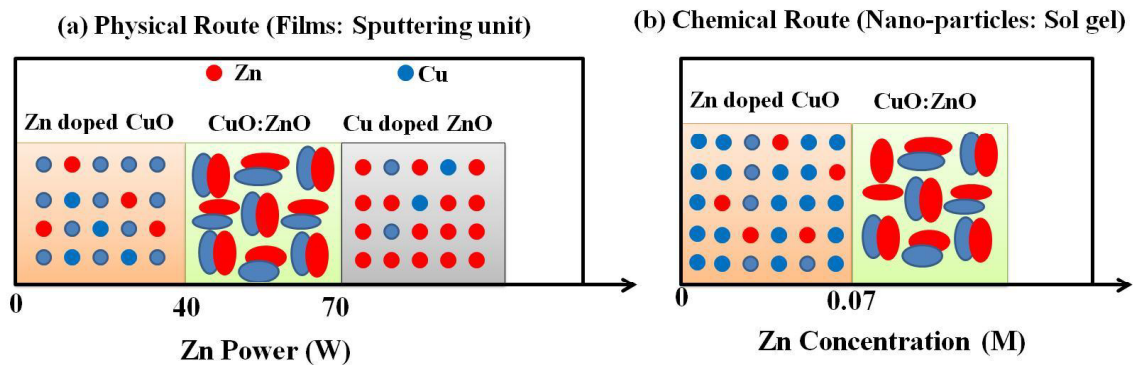 (a) Physical Route (Films: Sputtering unit)
Zn Cu
Zn doped CuO CuO:ZnO Cu doped ZnO
0 40 70
Zn Power (W)
(b) Chemical Route (Nano-particles: Sol gel)
Zn doped CuO CuO:ZnO
0 0.07
Zn Concentration (M)